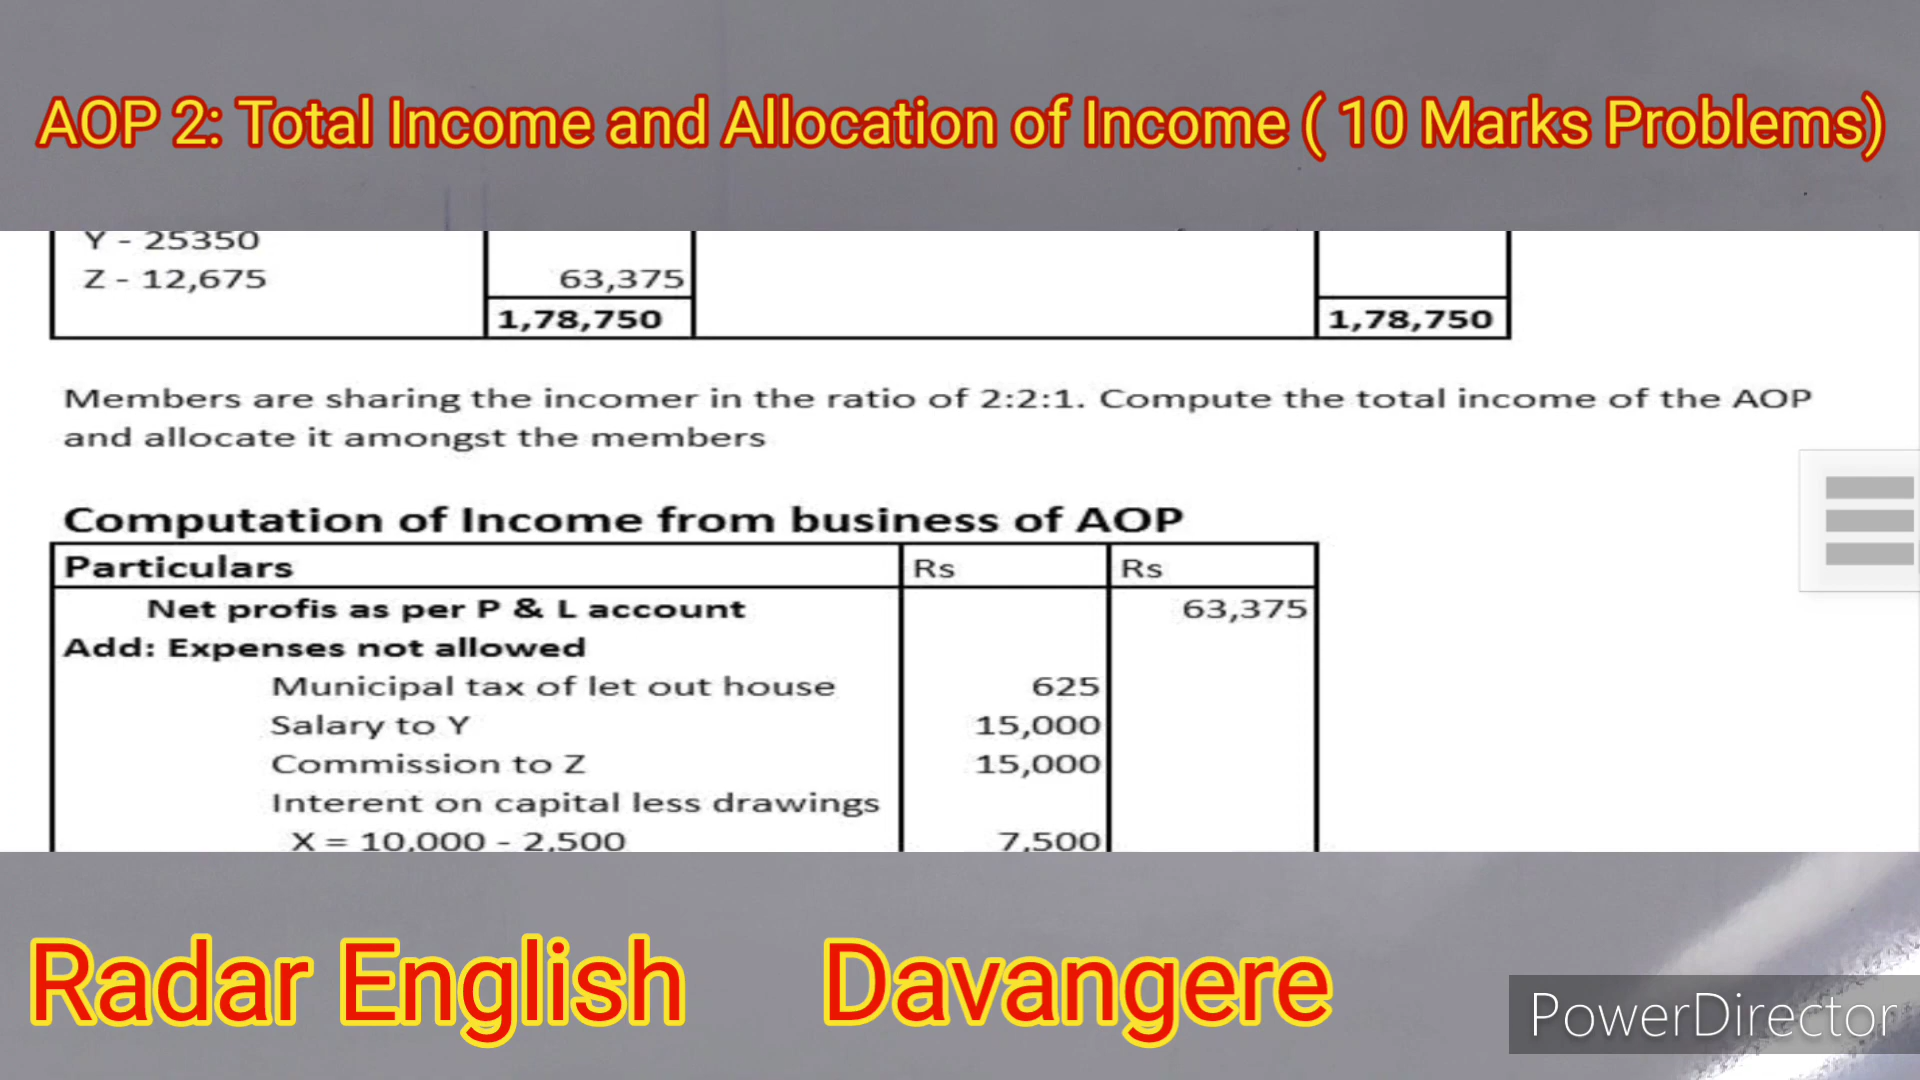 AOP 2: Total Income and Allocation of Income ( 10 Marks Problems)
Y - 25350
Z - 12,675 63,375
1,78,750 1,78,750
Members are sharing the incomer in the ratio of 2:2:1. Compute the total income of the AOP
and allocate it amongst the members
Computation of Income from business of AOP
Particulars Rs Rs
Net profis as per P & L account 63,375
Add: Expenses not allowed
Municipal tax of let out house 625
Salary to Y 15,000
Commission to Z 15,000
Interent on capital less drawings
X = 10,000 - 2,500 7,500
Radar English Davangere
PowerDirector